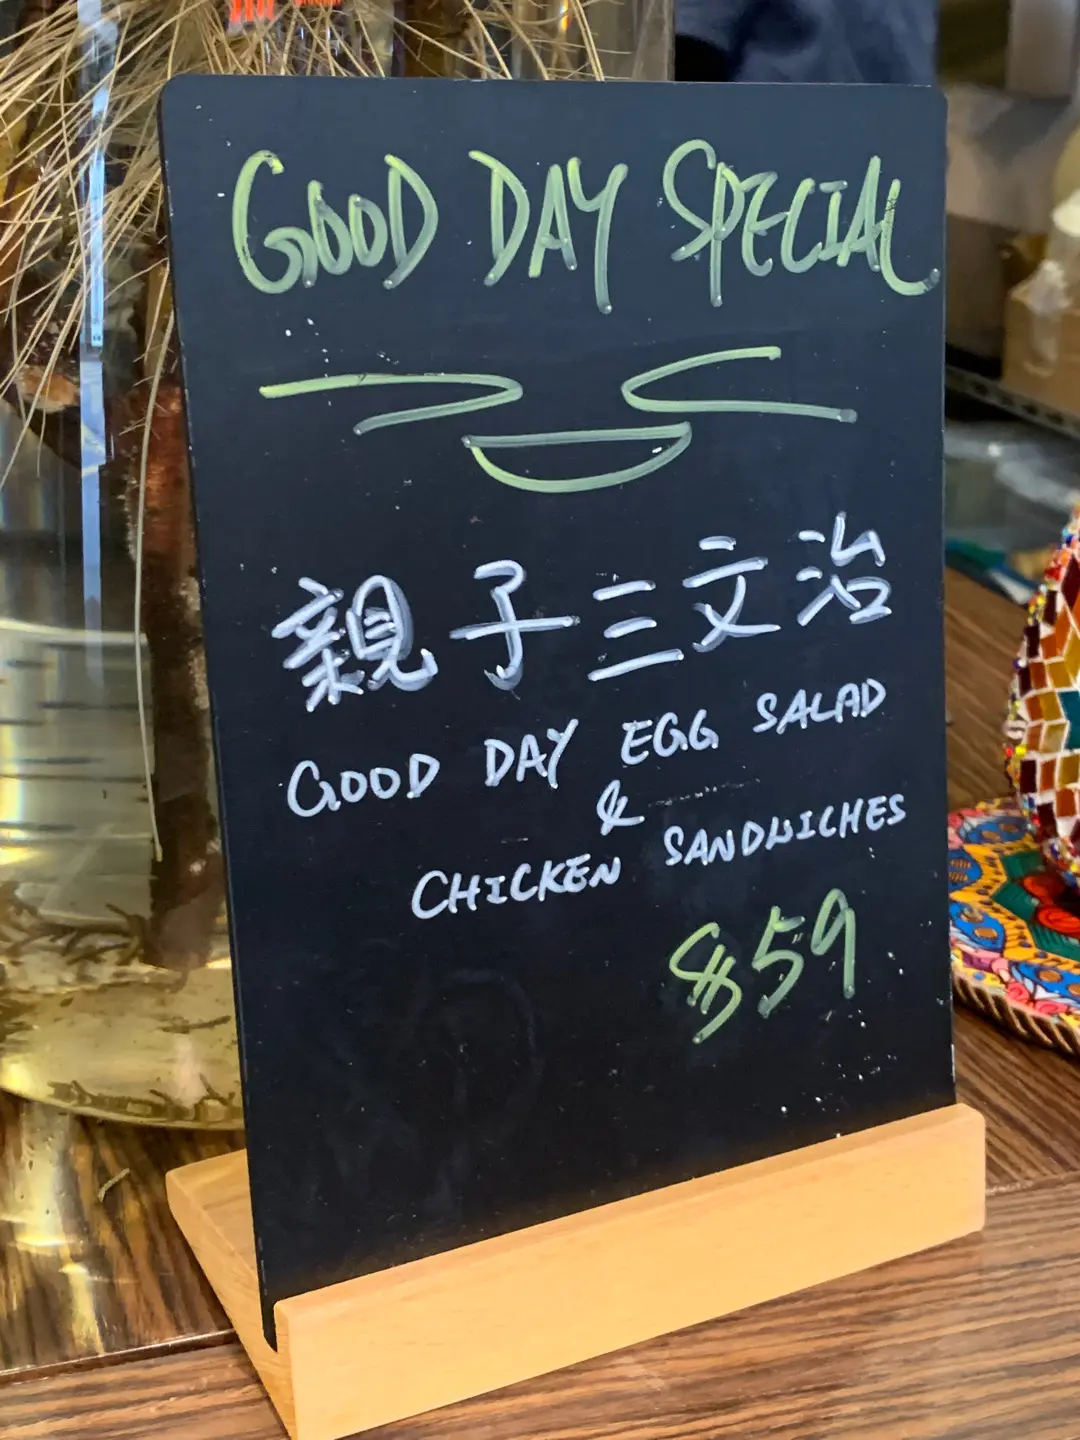 GOOD DAY SPECIAL
親子三文治
GOOD DAY EGG SALAD
&
CHICKEN SANDWICHES
$59